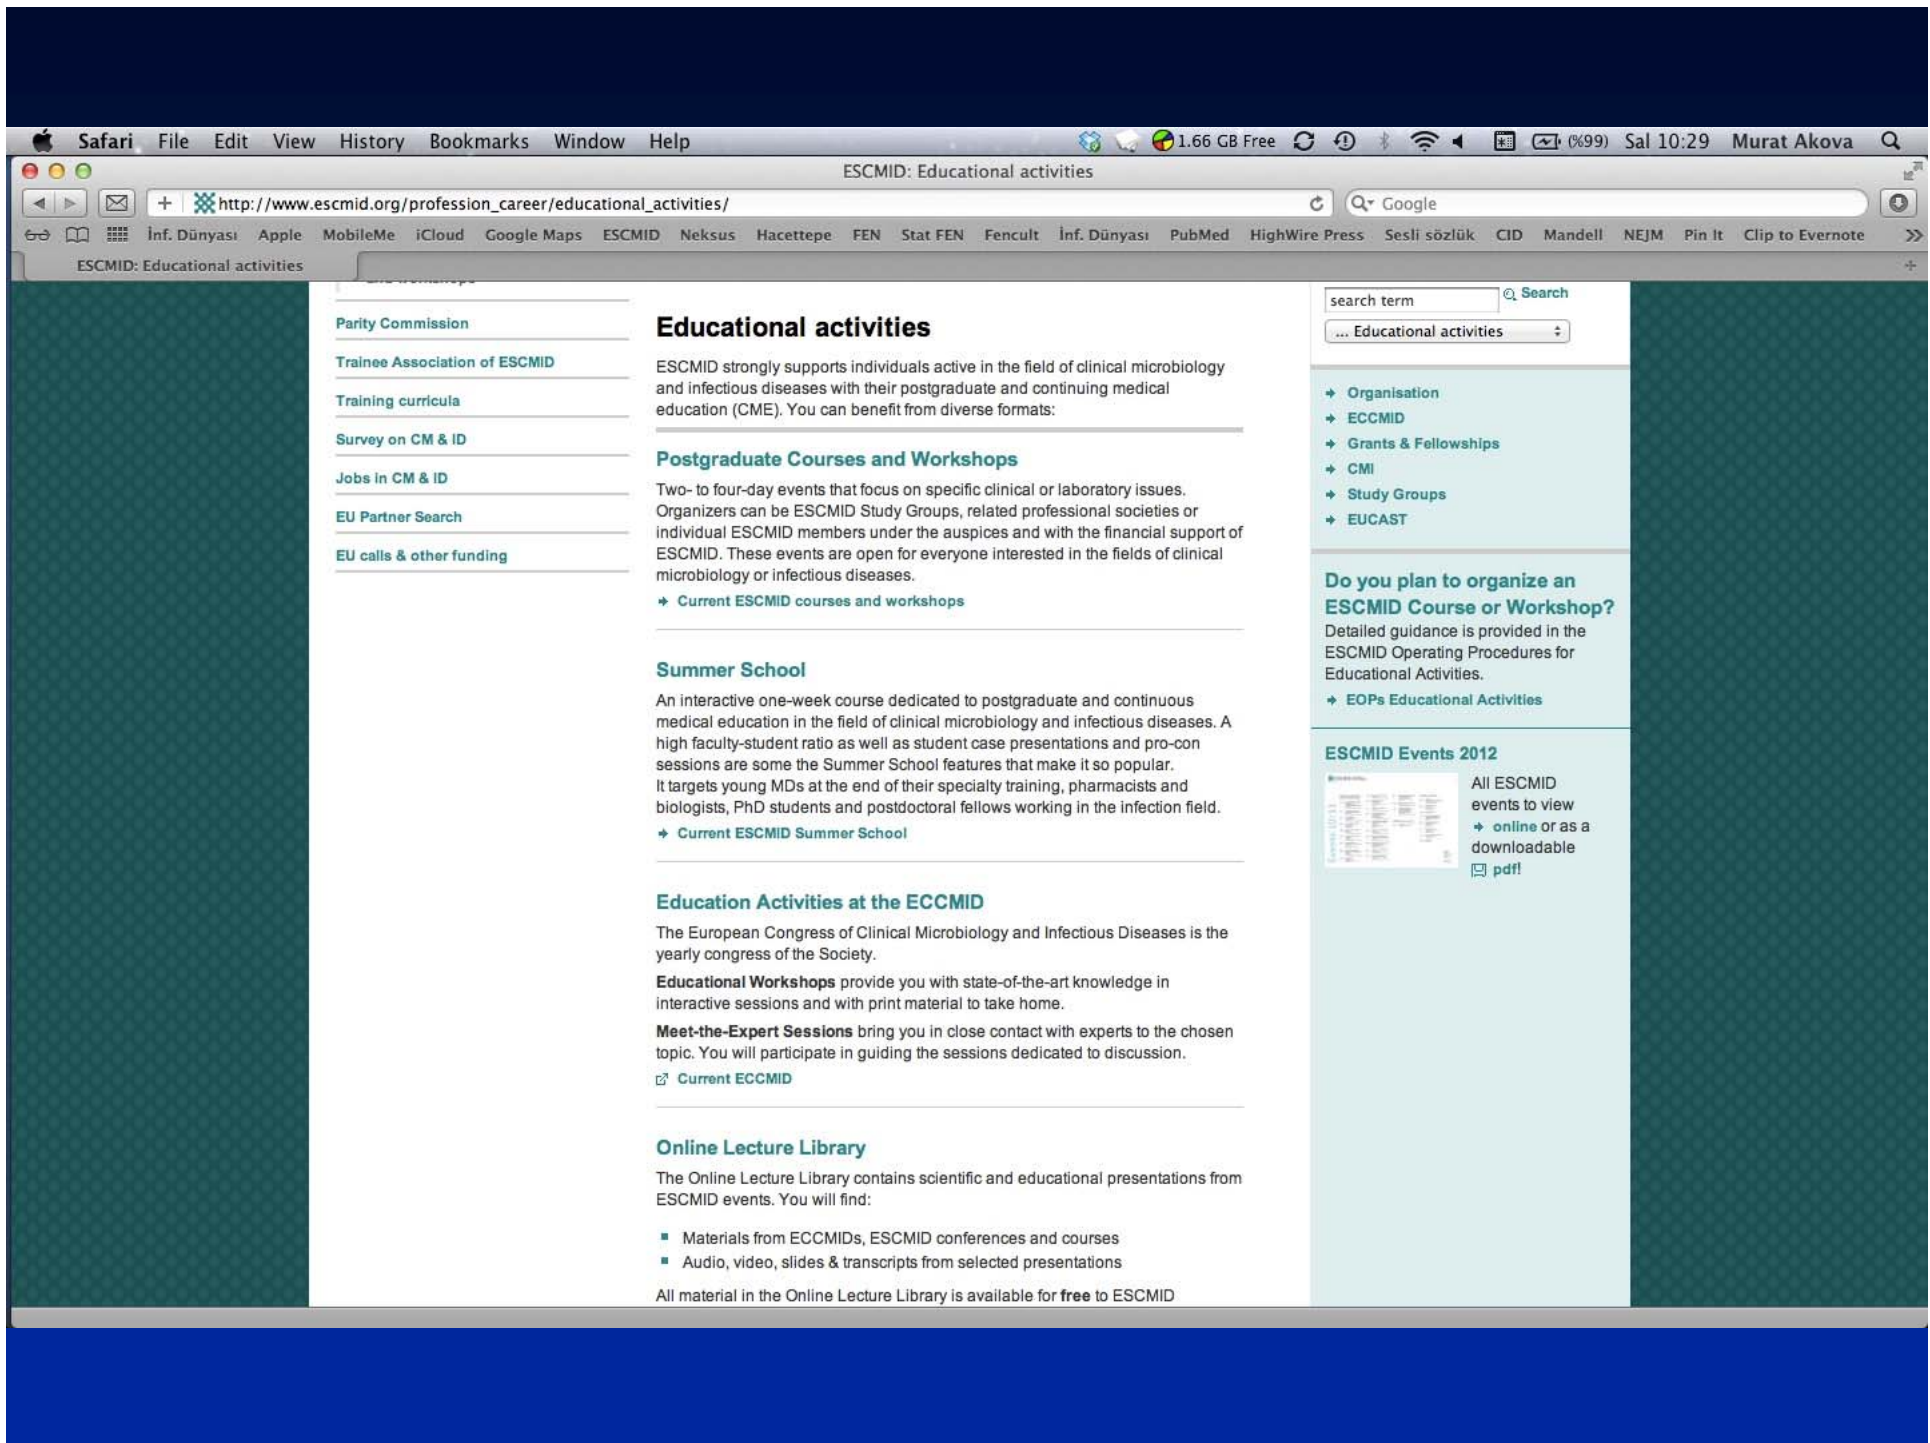 Safari File Edit View History Bookmarks Window Help 1.66 GB Free (%99) Sal 10:29 Murat Akova
ESCMID: Educational activities
http://www.escmid.org/profession_career/educational_activities/ Google
İnf. Dünyası Apple MobileMe iCloud Google Maps ESCMID Neksus Hacettepe FEN Stat FEN Fencult İnf. Dünyası PubMed HighWire Press Sesli sözlük CID Mandell NEJM Pin It Clip to Evernote
ESCMID: Educational activities
Parity Commission
Trainee Association of ESCMID
Training curricula
Survey on CM & ID
Jobs in CM & ID
EU Partner Search
EU calls & other funding
Educational activities
ESCMID strongly supports individuals active in the field of clinical microbiology
and infectious diseases with their postgraduate and continuing medical
education (CME). You can benefit from diverse formats:
Postgraduate Courses and Workshops
Two- to four-day events that focus on specific clinical or laboratory issues.
Organizers can be ESCMID Study Groups, related professional societies or
individual ESCMID members under the auspices and with the financial support of
ESCMID. These events are open for everyone interested in the fields of clinical
microbiology or infectious diseases.
Current ESCMID courses and workshops
Summer School
An interactive one-week course dedicated to postgraduate and continuous
medical education in the field of clinical microbiology and infectious diseases. A
high faculty-student ratio as well as student case presentations and pro-con
sessions are some the Summer School features that make it so popular.
It targets young MDs at the end of their specialty training, pharmacists and
biologists, PhD students and postdoctoral fellows working in the infection field.
Current ESCMID Summer School
Education Activities at the ECCMID
The European Congress of Clinical Microbiology and Infectious Diseases is the
yearly congress of the Society.
Educational Workshops provide you with state-of-the-art knowledge in
interactive sessions and with print material to take home.
Meet-the-Expert Sessions bring you in close contact with experts to the chosen
topic. You will participate in guiding the sessions dedicated to discussion.
Current ECCMID
Online Lecture Library
The Online Lecture Library contains scientific and educational presentations from
ESCMID events. You will find:
Materials from ECCMIDs, ESCMID conferences and courses
Audio, video, slides & transcripts from selected presentations
All material in the Online Lecture Library is available for free to ESCMID
search term Search
... Educational activities
Organisation
ECCMID
Grants & Fellowships
CMI
Study Groups
EUCAST
Do you plan to organize an
ESCMID Course or Workshop?
Detailed guidance is provided in the
ESCMID Operating Procedures for
Educational Activities.
EOPs Educational Activities
ESCMID Events 2012
All ESCMID
events to view
online or as a
downloadable
pdf!